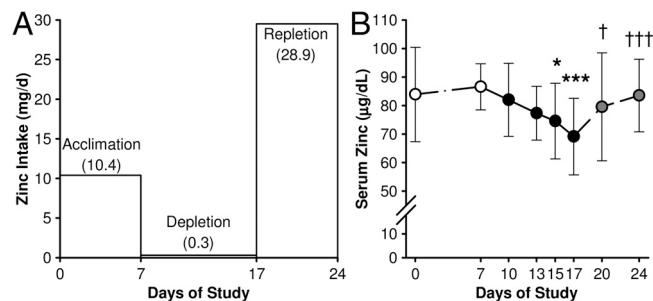 A
Zinc Intake (mg/d)
30
25
20
15
10
5
0
Acclimation
(10.4)
Depletion
(0.3)
Repletion
(28.9)
0 7 17 24
Days of Study
B
Serum Zinc (µg/dL)
110
100
90
80
70
60
50
10
0
*
***
†
†††
0 7 10 13 15 17 20 24
Days of Study